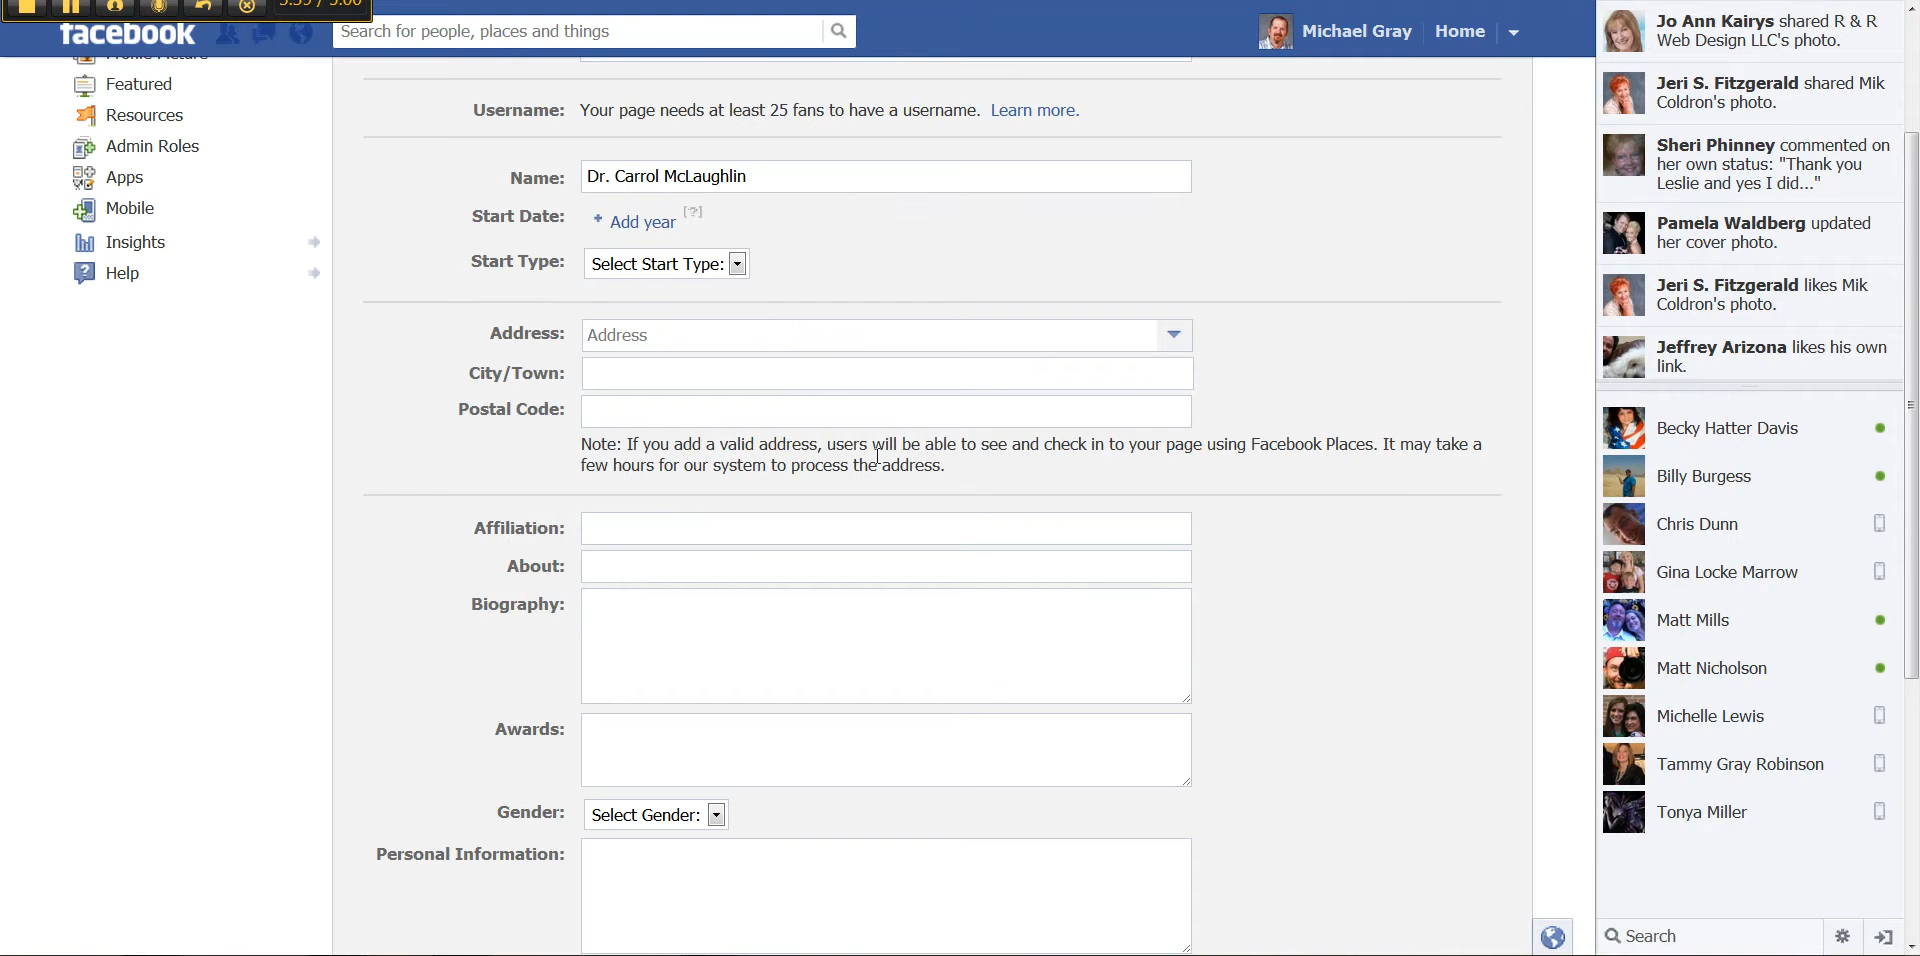 3:39 / 5:00
facebook
Search for people, places and things
Michael Gray
Home
Profile Picture
Featured
Resources
Admin Roles
Apps
Mobile
Insights
Help
Username: Your page needs at least 25 fans to have a username. Learn more.
Name: Dr. Carrol McLaughlin
Start Date: + Add year [?]
Start Type: Select Start Type:
Address: Address
City/Town:
Postal Code:
Note: If you add a valid address, users will be able to see and check in to your page using Facebook Places. It may take a
few hours for our system to process the address.
Affiliation:
About:
Biography:
Awards:
Gender: Select Gender:
Personal Information:
Jo Ann Kairys shared R & R
Web Design LLC's photo.
Jeri S. Fitzgerald shared Mik
Coldron's photo.
Sheri Phinney commented on
her own status: "Thank you
Leslie and yes I did..."
Pamela Waldberg updated
her cover photo.
Jeri S. Fitzgerald likes Mik
Coldron's photo.
Jeffrey Arizona likes his own
link.
Becky Hatter Davis
Billy Burgess
Chris Dunn
Gina Locke Marrow
Matt Mills
Matt Nicholson
Michelle Lewis
Tammy Gray Robinson
Tonya Miller
Search